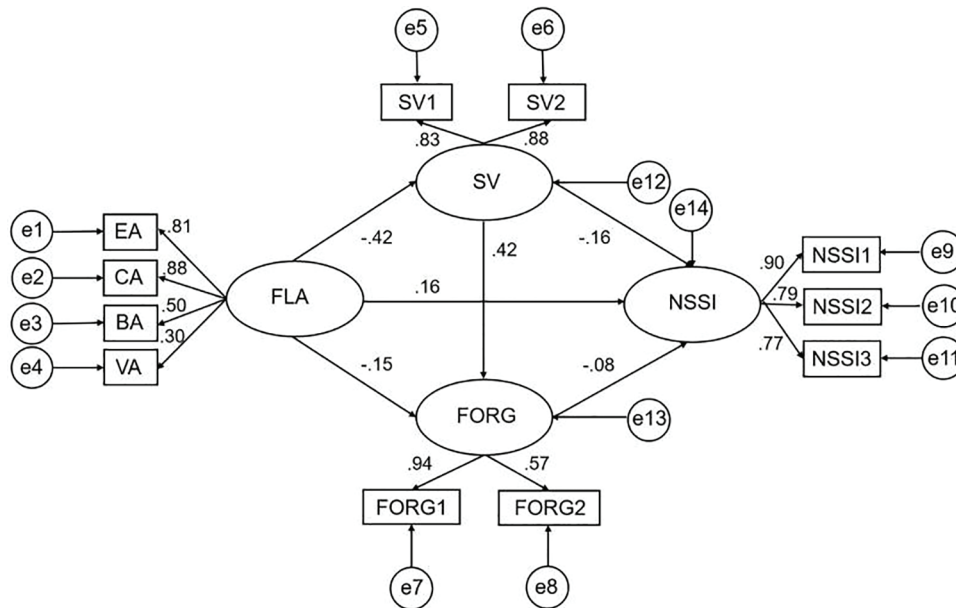 e5
e6
SV1
SV2
.83
.88
SV
e12
e14
e1
EA
.81
-.42
.42
-.16
NSSI1
e9
.90
e2
CA
.88
FLA
.16
NSSI
.79
NSSI2
e10
.50
e3
BA
.30
.77
NSSI3
e11
e4
VA
-.15
-.08
FORG
e13
.94
.57
FORG1
FORG2
e7
e8